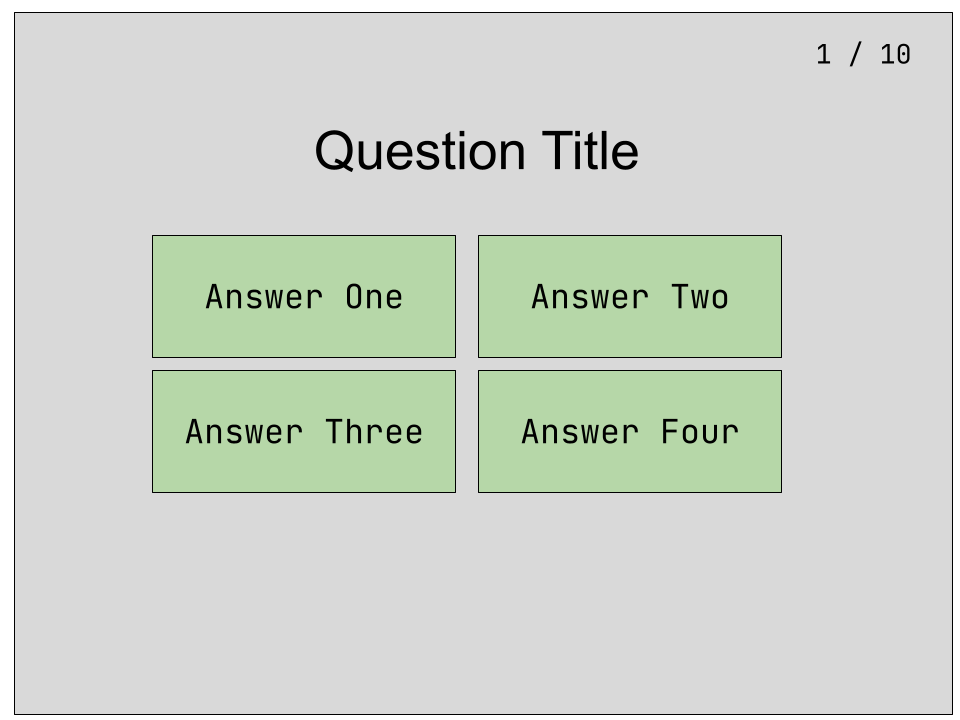 1 / 10
Question Title
Answer One
Answer Two
Answer Three
Answer Four